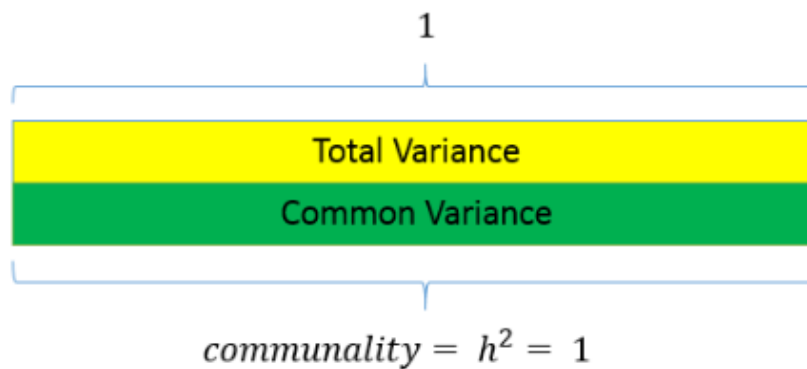 1
Total Variance
Common Variance
communality = h² = 1